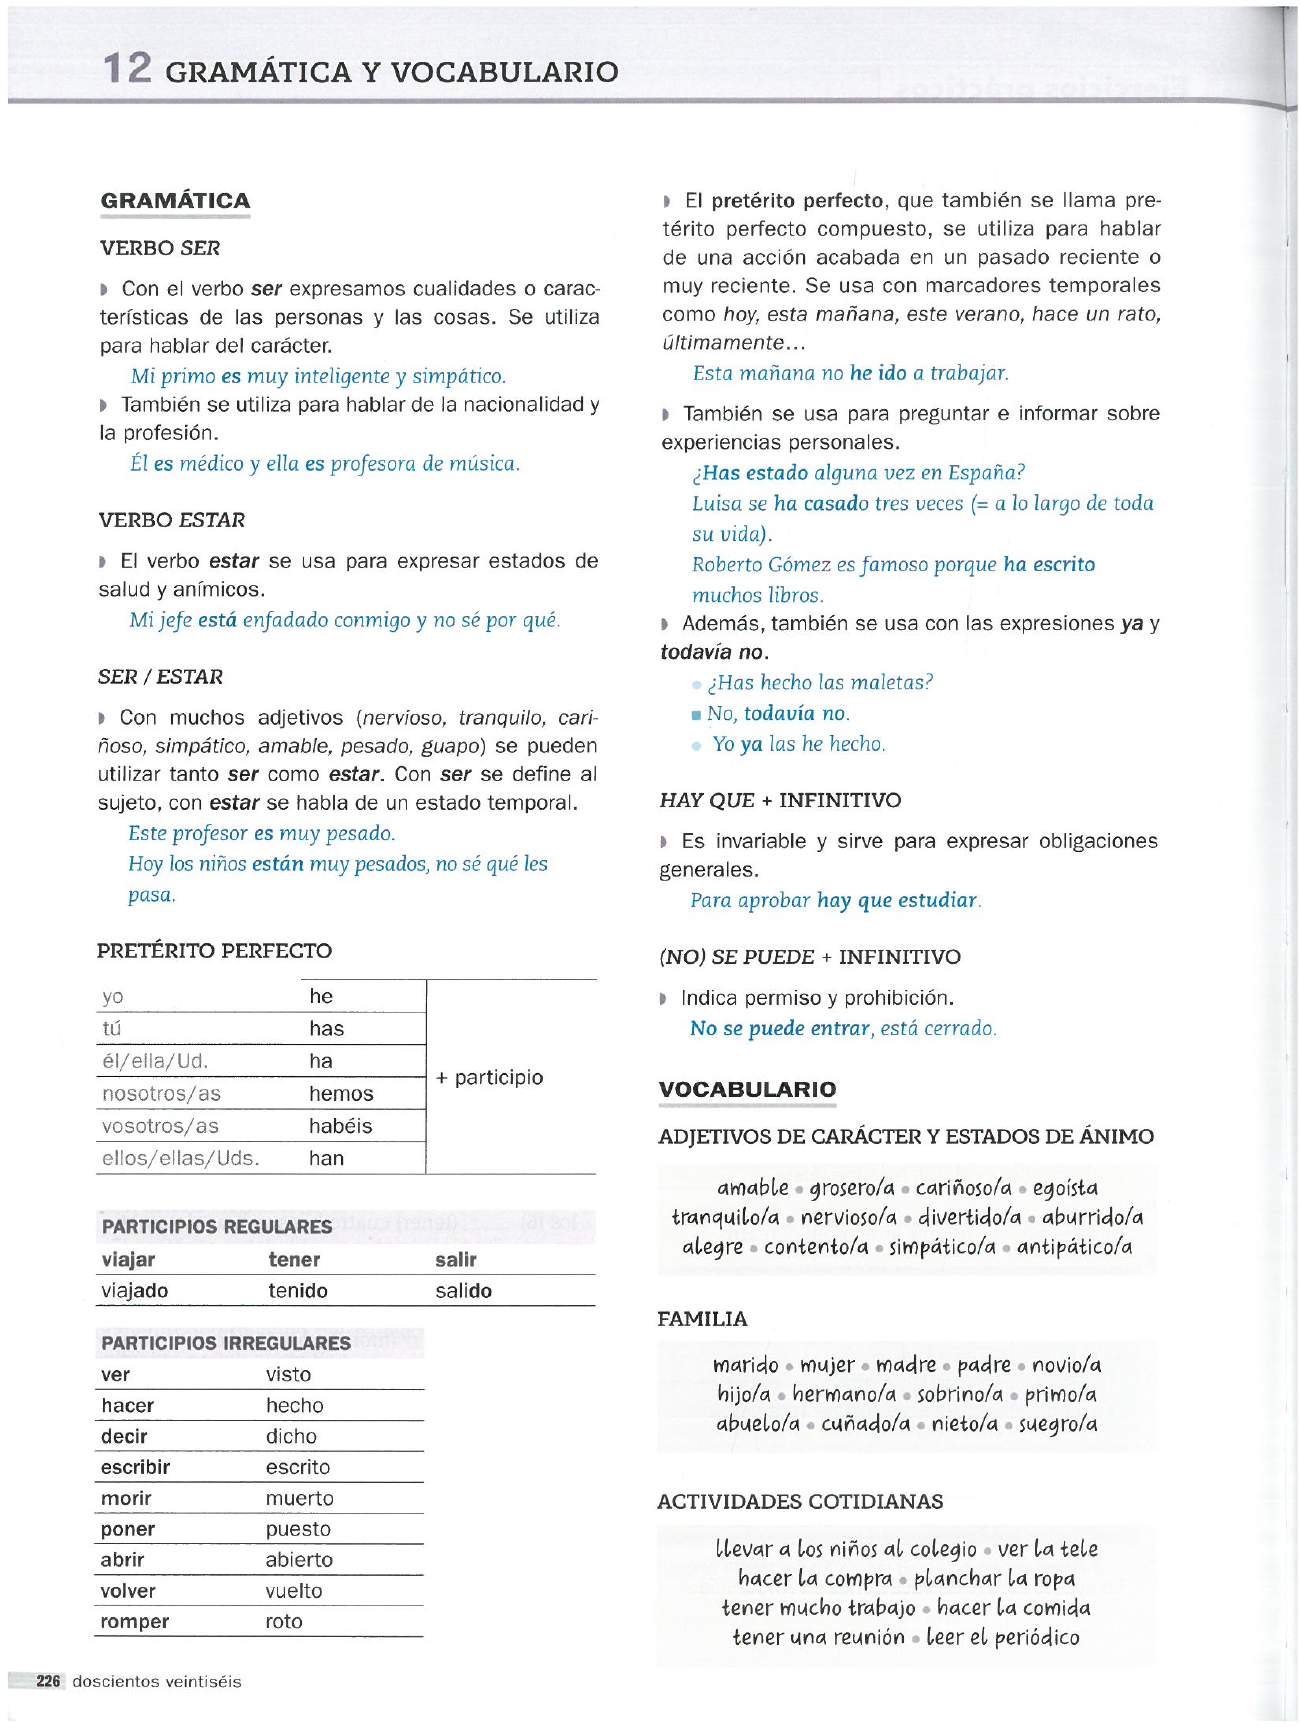 12 GRAMÁTICA Y VOCABULARIO
GRAMÁTICA
VERBO SER
Con el verbo ser expresamos cualidades o carac-
terísticas de las personas y las cosas. Se utiliza
para hablar del carácter.
Mi primo es muy inteligente y simpático.
También se utiliza para hablar de la nacionalidad y
la profesión.
Él es médico y ella es profesora de música.
VERBO ESTAR
El verbo estar se usa para expresar estados de
salud y anímicos.
Mi jefe está enfadado conmigo y no sé por qué.
SER / ESTAR
Con muchos adjetivos (nervioso, tranquilo, cari-
ñoso, simpático, amable, pesado, guapo) se pueden
utilizar tanto ser como estar. Con ser se define al
sujeto, con estar se habla de un estado temporal.
Este profesor es muy pesado.
Hoy los niños están muy pesados, no sé qué les
pasa.
PRETÉRITO PERFECTO
yo he
tú has
él/ella/Ud. ha
+ participio
nosotros/as hemos
vosotros/as habéis
ellos/ellas/Uds. han
PARTICIPIOS REGULARES
viajar tener salir
viajado tenido salido
PARTICIPIOS IRREGULARES
ver visto
hacer hecho
decir dicho
escribir escrito
morir muerto
poner puesto
abrir abierto
volver vuelto
romper roto
El pretérito perfecto, que también se llama pre-
térito perfecto compuesto, se utiliza para hablar
de una acción acabada en un pasado reciente o
muy reciente. Se usa con marcadores temporales
como hoy, esta mañana, este verano, hace un rato,
últimamente...
Esta mañana no he ido a trabajar.
También se usa para preguntar e informar sobre
experiencias personales.
¿Has estado alguna vez en España?
Luisa se ha casado tres veces (= a lo largo de toda
su vida).
Roberto Gómez es famoso porque ha escrito
muchos libros.
Además, también se usa con las expresiones ya y
todavía no.
¿Has hecho las maletas?
No, todavía no.
Yo ya las he hecho.
HAY QUE + INFINITIVO
Es invariable y sirve para expresar obligaciones
generales.
Para aprobar hay que estudiar.
(NO) SE PUEDE + INFINITIVO
Indica permiso y prohibición.
No se puede entrar, está cerrado.
VOCABULARIO
ADJETIVOS DE CARÁCTER Y ESTADOS DE ÁNIMO
amable • grosero/a • cariñoso/a • egoísta
tranquilo/a • nervioso/a • divertido/a • aburrido/a
alegre • contento/a • simpático/a • antipático/a
FAMILIA
marido • mujer • madre • padre • novio/a
hijo/a • hermano/a • sobrino/a • primo/a
abuelo/a • cuñado/a • nieto/a • suegro/a
ACTIVIDADES COTIDIANAS
llevar a los niños al colegio • ver la tele
hacer la compra • planchar la ropa
tener mucho trabajo • hacer la comida
tener una reunión • leer el periódico
226 doscientos veintiséis